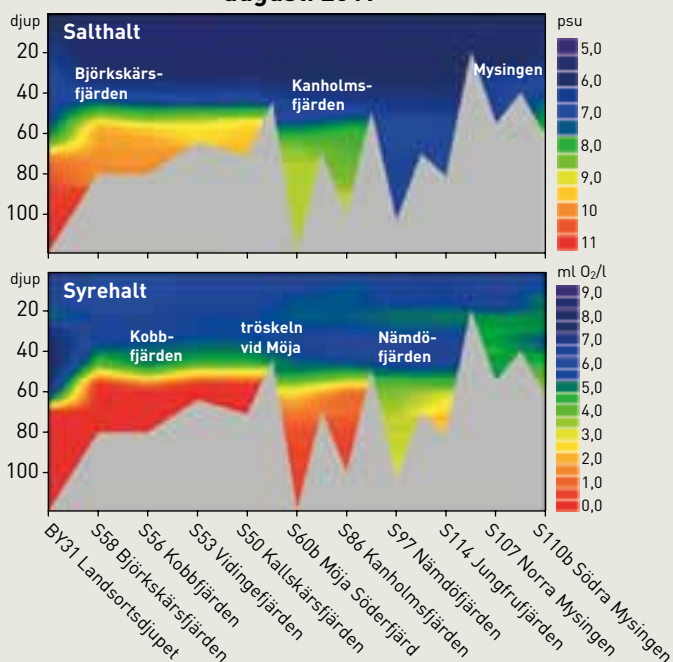 djup
Salthalt
psu
20
40
60
80
100
Björkskärs-
fjärden
Kanholms-
fjärden
Mysingen
5,0
6,0
7,0
8,0
9,0
10
11
djup
Syrehalt
ml O₂/l
20
40
60
80
100
Kobb-
fjärden
tröskeln
vid Möja
Nämdö-
fjärden
9,0
8,0
7,0
6,0
5,0
4,0
3,0
2,0
1,0
0,0
BY31 Landsortsdjupet
S58 Björkskärsfjärden
S56 Kobbfjärden
S53 Vidingefjärden
S50 Kallskärsfjärden
S60b Möja Söderfjärd
S86 Kanholmsfjärden
S97 Nämdöfjärden
S114 Jungfrufjärden
S107 Norra Mysingen
S110b Södra Mysingen